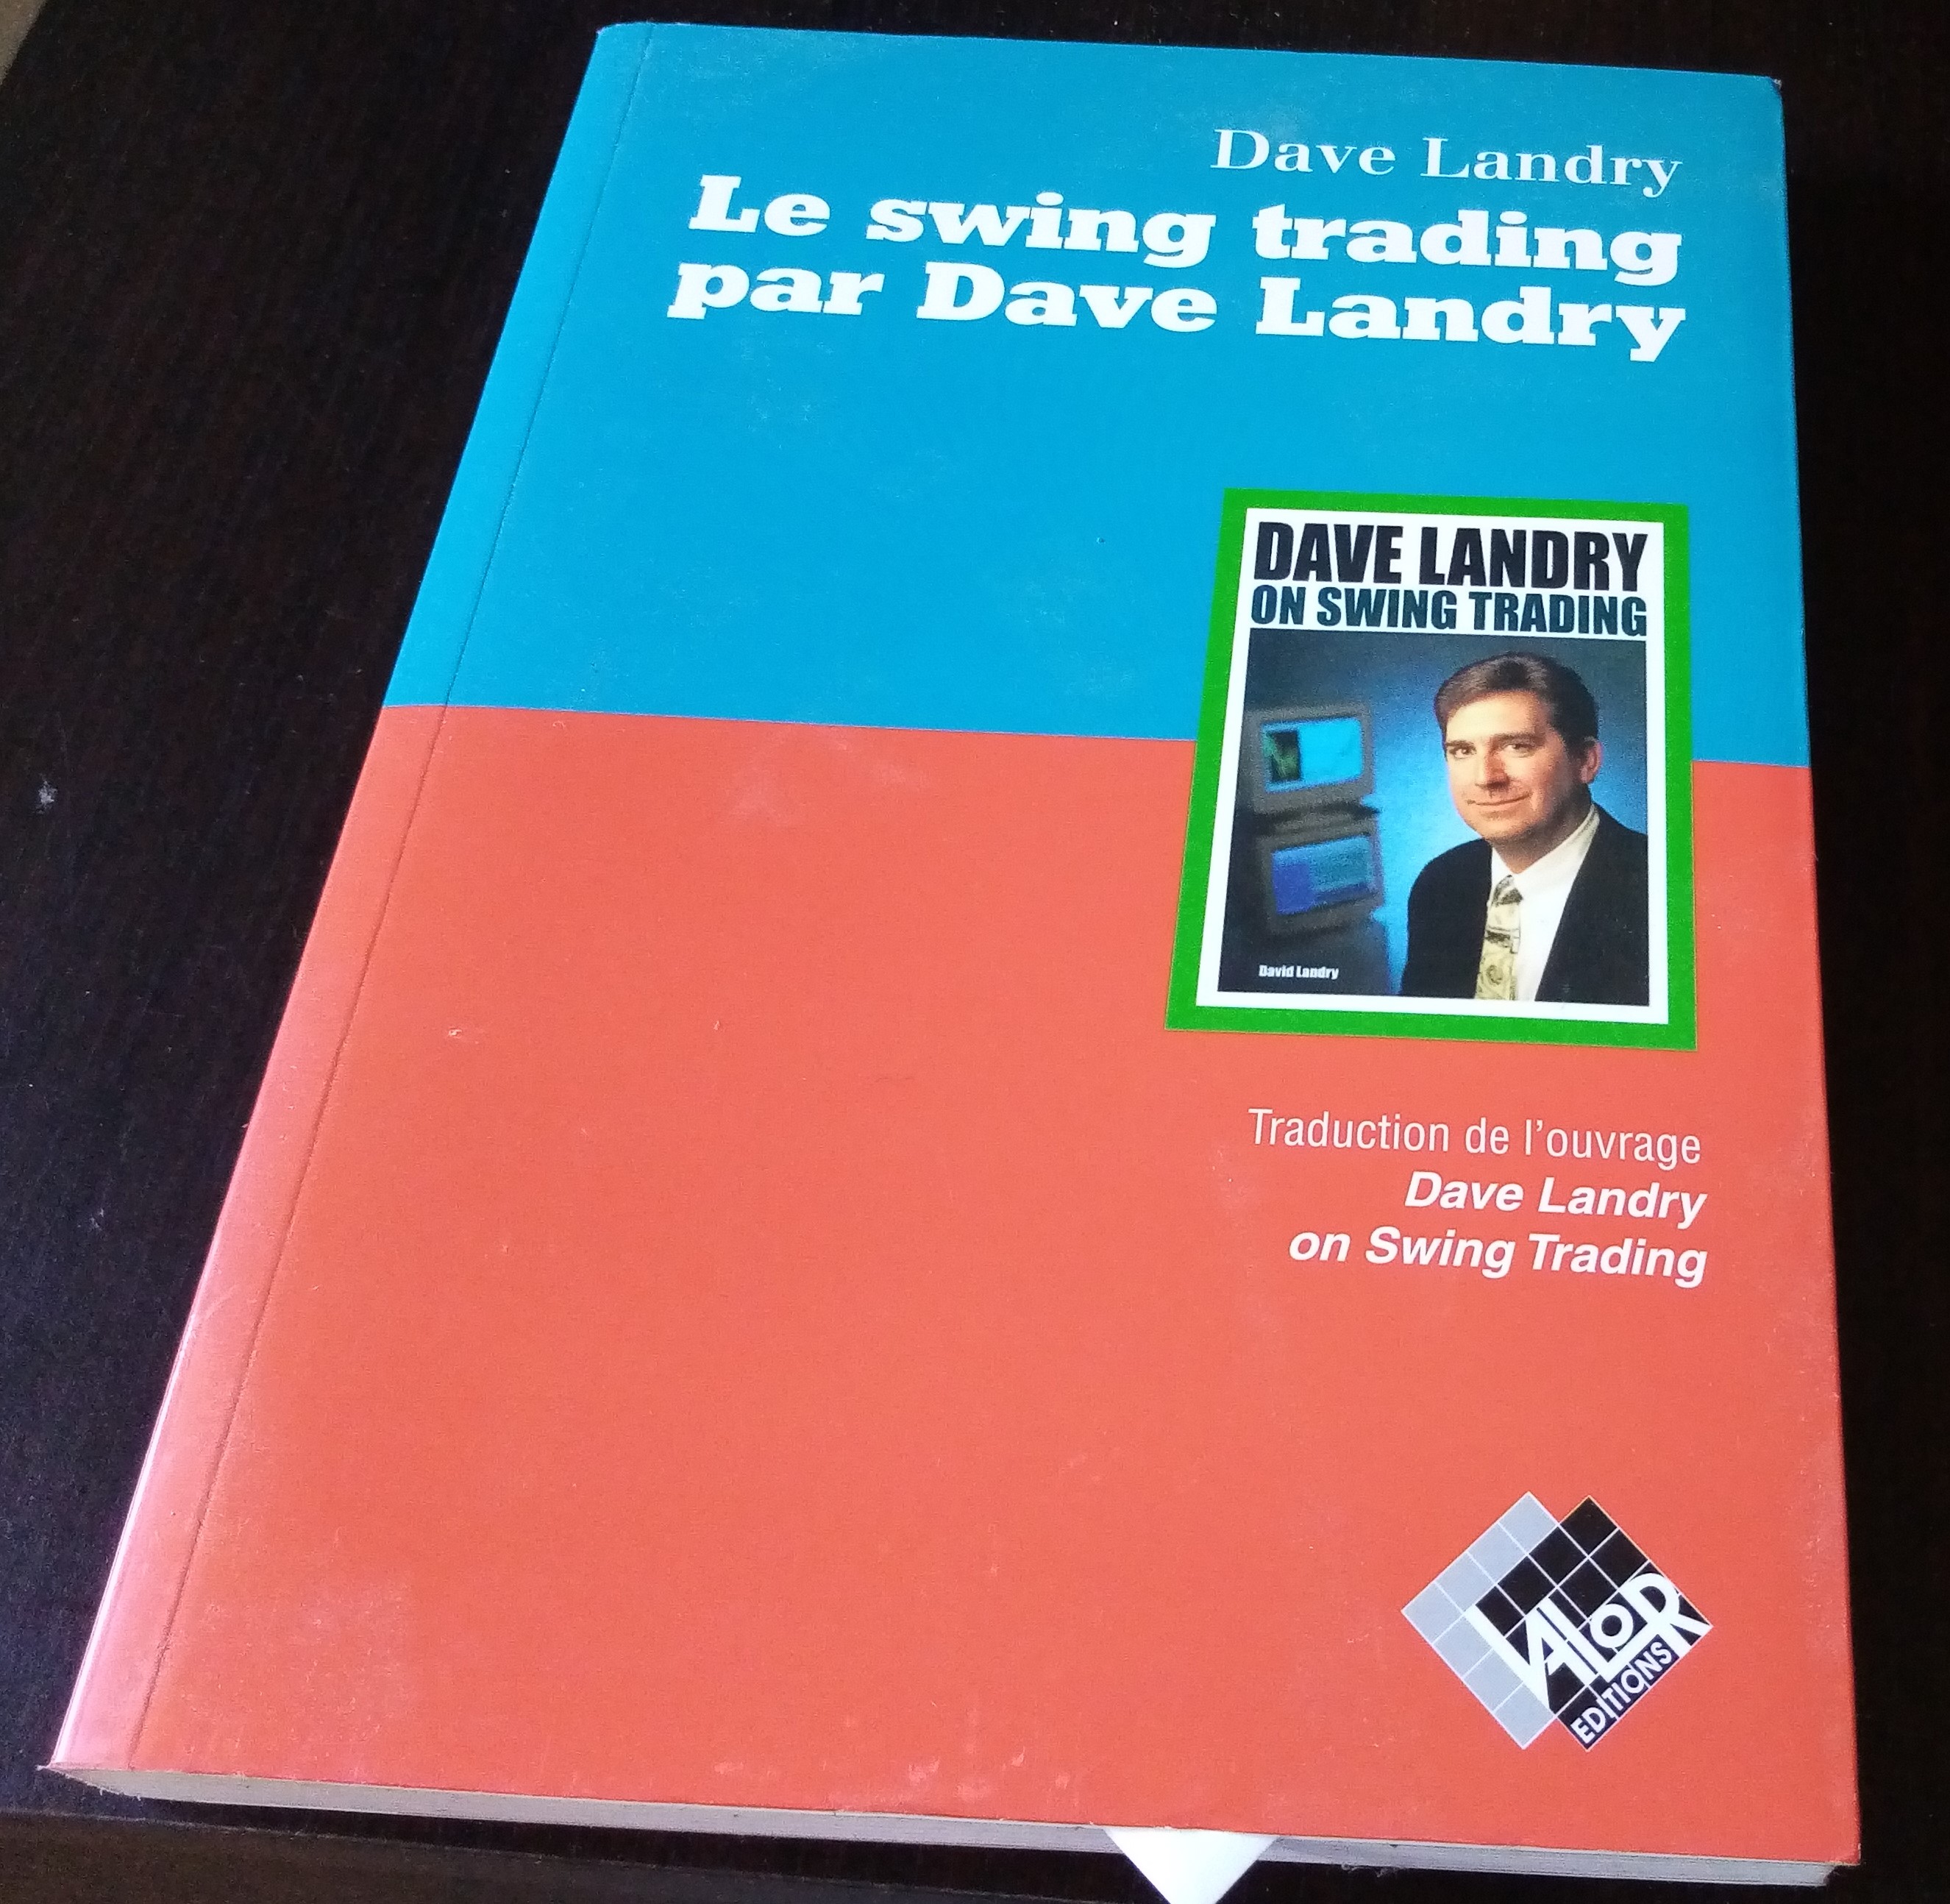 Dave Landry
Le swing trading
par Dave Landry
DAVE LANDRY
ON SWING TRADING
David Landry
Traduction de l'ouvrage
Dave Landry
on Swing Trading
VALOR
EDITIONS